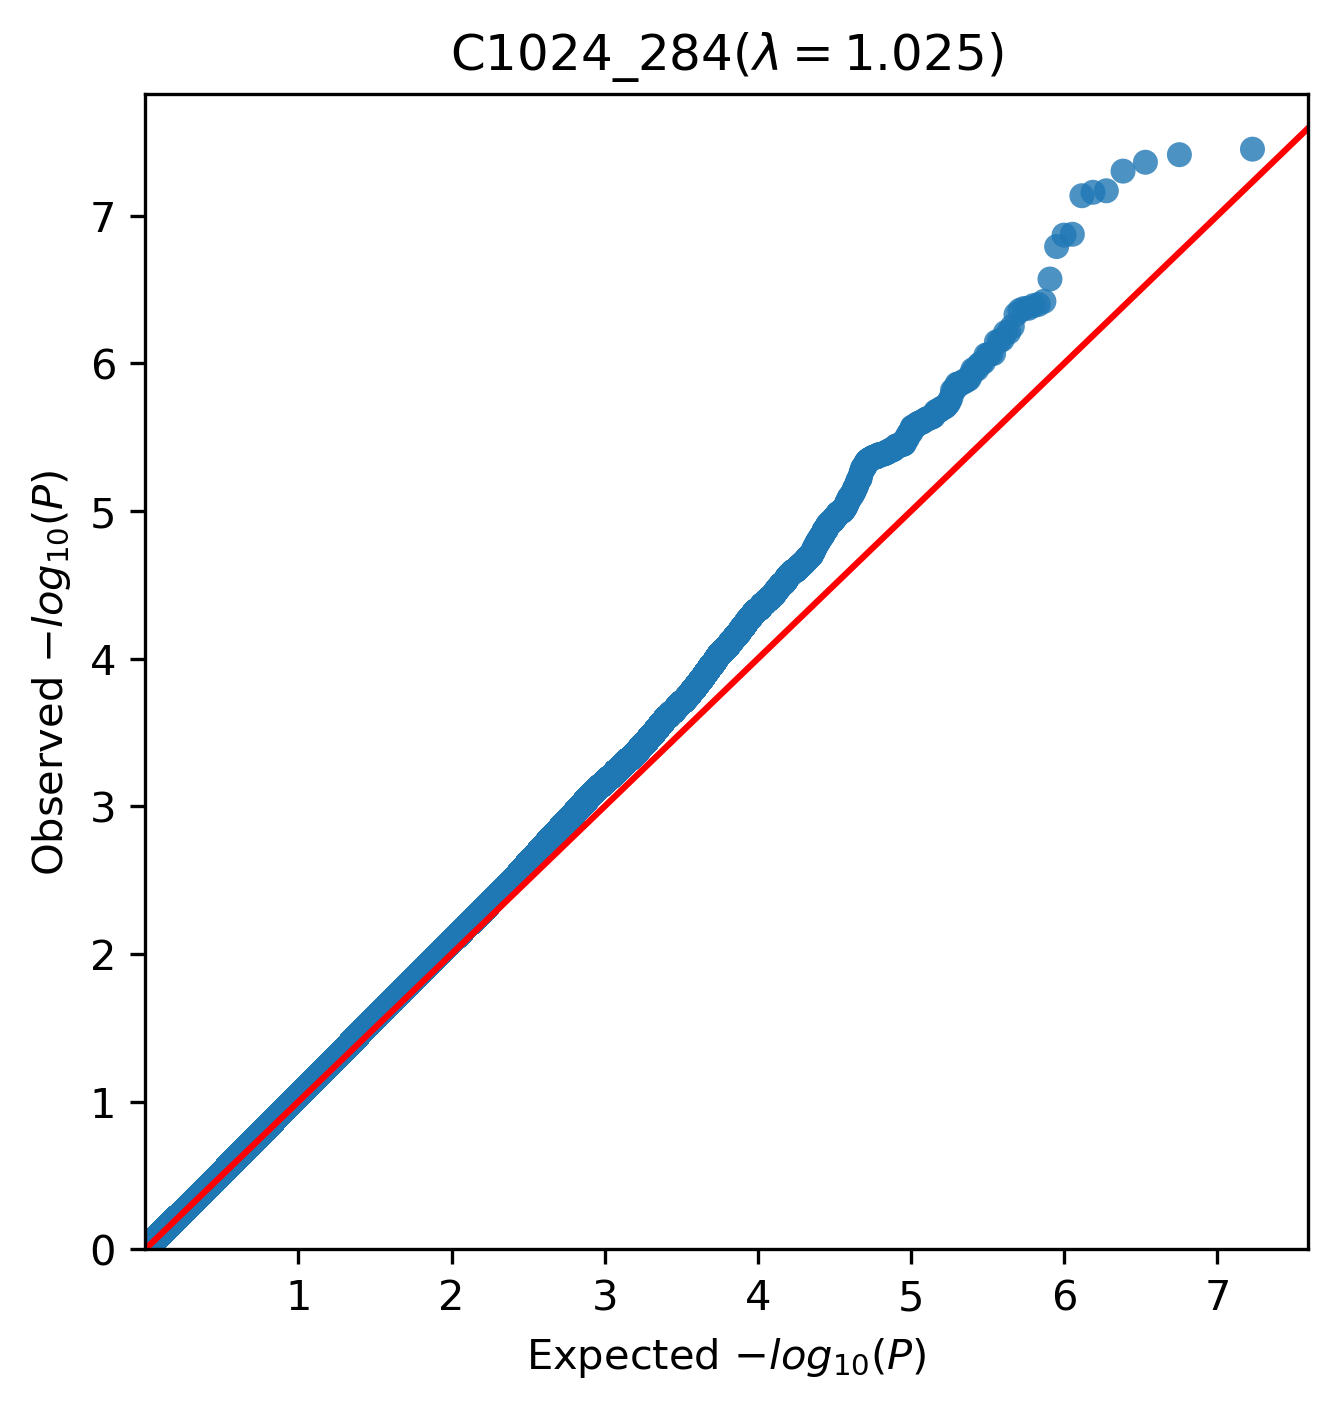 C1024_284(λ = 1.025)
Observed −log₁₀(P)
7
6
5
4
3
2
1
0
1 2 3 4 5 6 7
Expected −log₁₀(P)